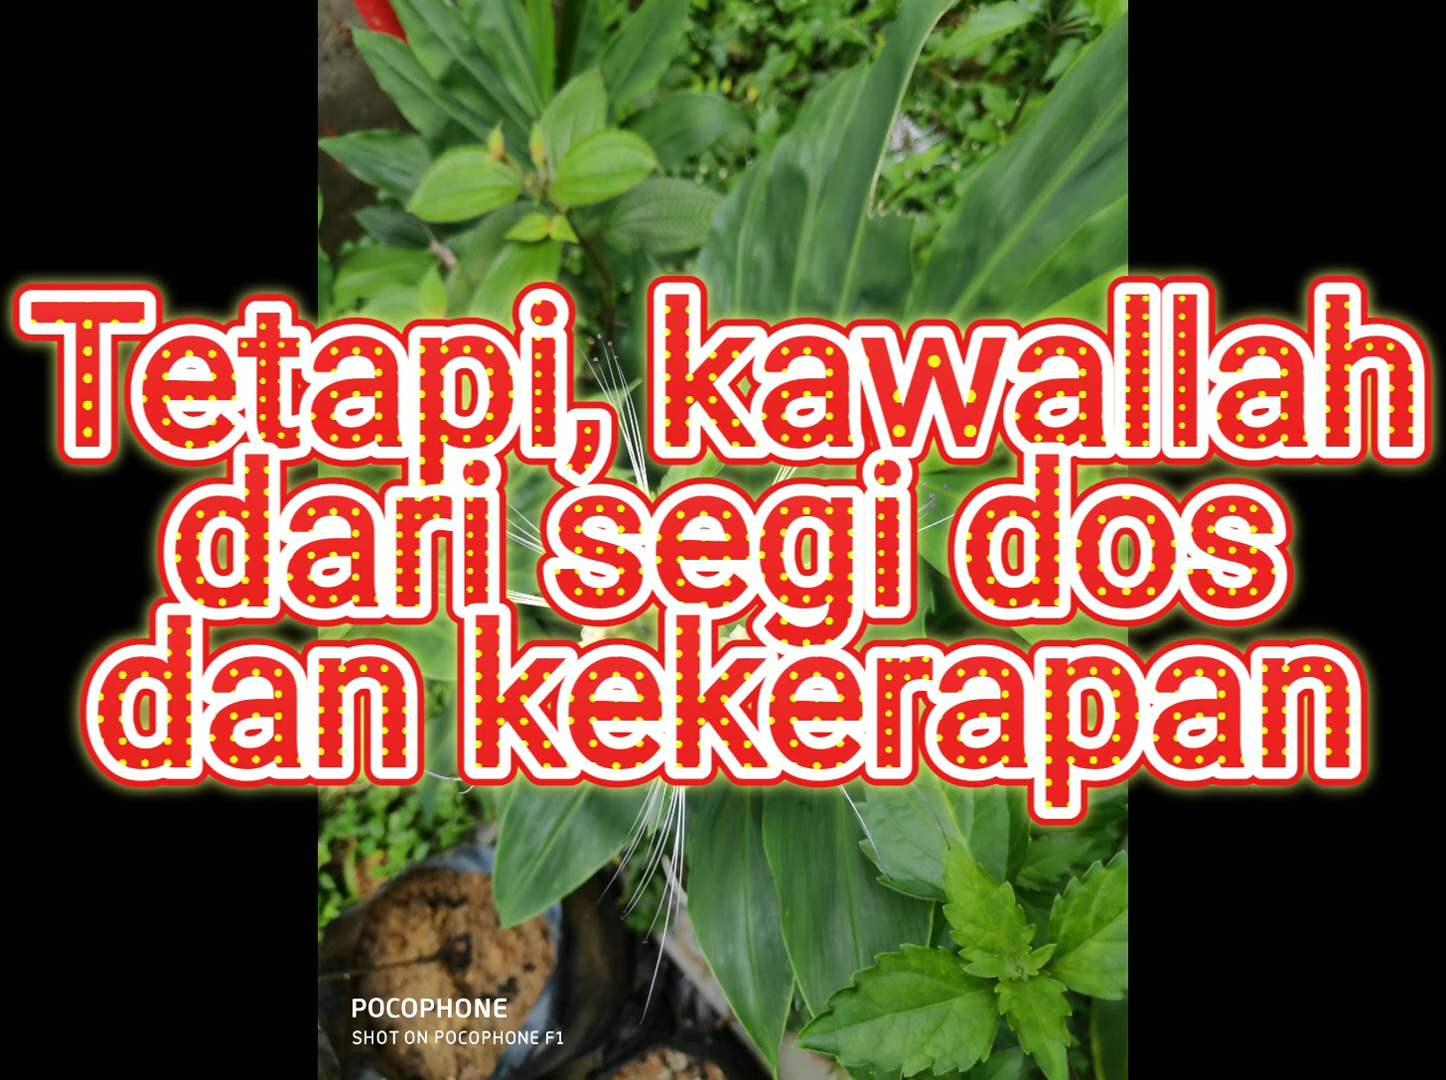 Tetapi, kawallah
dari segi dos
dan kekerapan
POCOPHONE
SHOT ON POCOPHONE F1